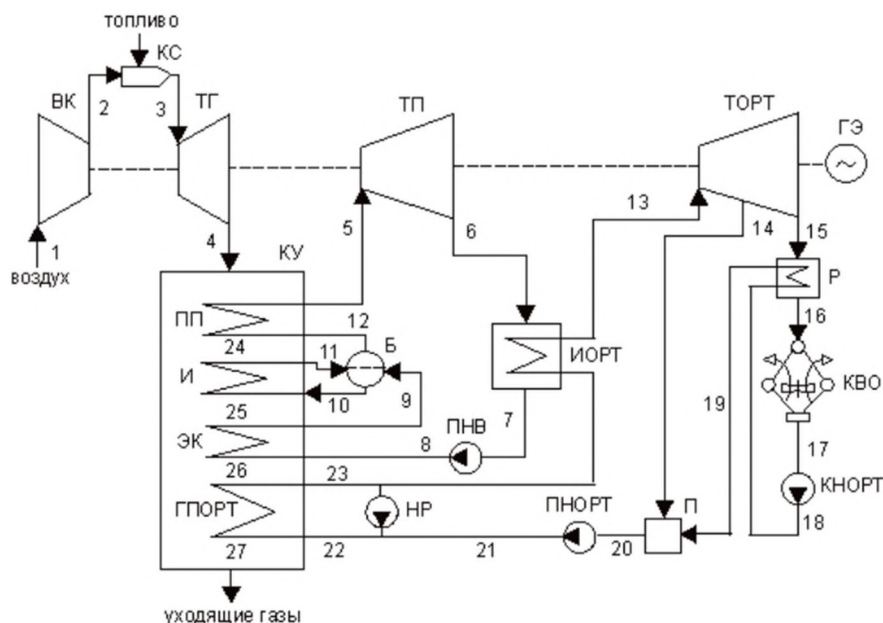 топливо
КС
ВК
2
3
ТГ
ТП
ТОРТ
ГЭ
~
1
воздух
4
КУ
5
6
13
14
15
Р
ПП
12
24
11
Б
16
И
10
9
ИОРТ
КВО
25
19
ЭК
8
ПНВ
7
17
26
23
ГПОРТ
НР
ПНОРТ
П
КНОРТ
18
27
22
21
20
уходящие газы